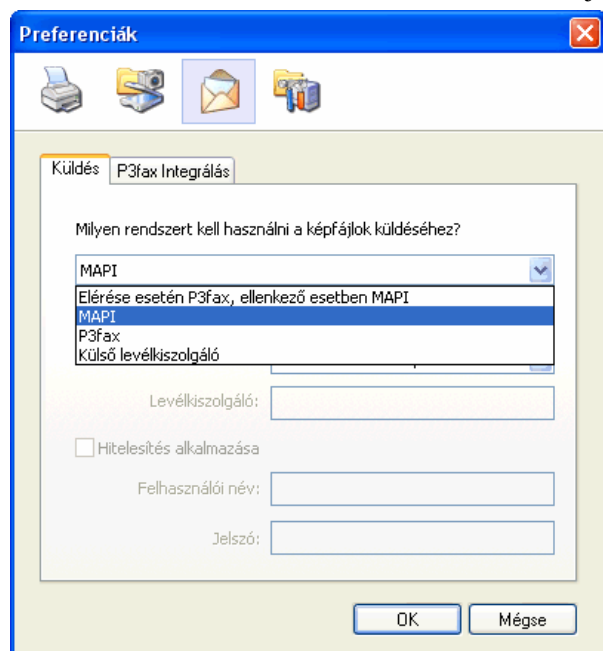 Preferenciák
Küldés P3fax Integrálás
Milyen rendszert kell használni a képfájlok küldéséhez?
MAPI
Elérése esetén P3fax, ellenkező esetben MAPI
MAPI
P3fax
Külső levélkiszolgáló
Levélkiszolgáló:
Hitelesítés alkalmazása
Felhasználói név:
Jelszó:
OK Mégse